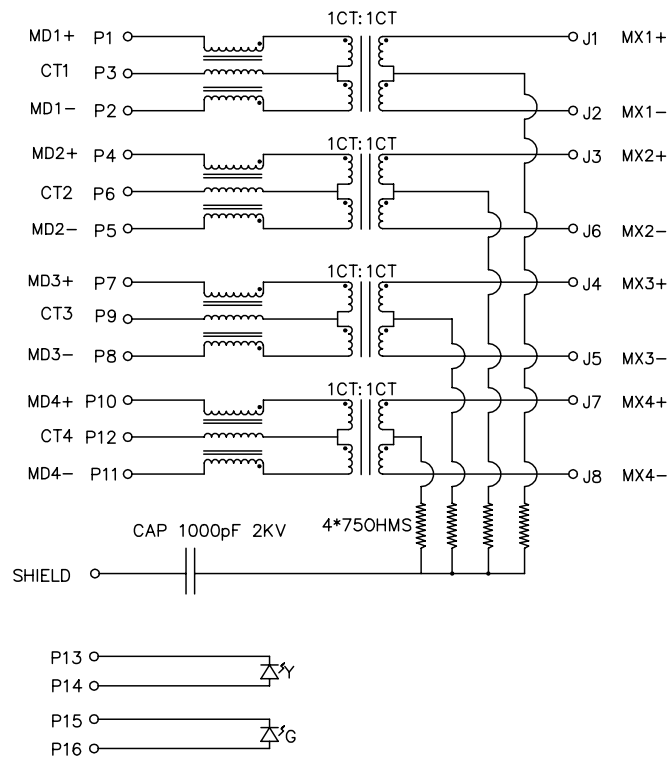 1CT:1CT
MD1+ P1 J1 MX1+
CT1 P3
MD1- P2 J2 MX1-
1CT:1CT
MD2+ P4 J3 MX2+
CT2 P6
MD2- P5 J6 MX2-
1CT:1CT
MD3+ P7 J4 MX3+
CT3 P9
MD3- P8 J5 MX3-
1CT:1CT
MD4+ P10 J7 MX4+
CT4 P12
MD4- P11 J8 MX4-
CAP 1000pF 2KV 4*75OHMS
SHIELD
P13
Y
P14
P15
G
P16